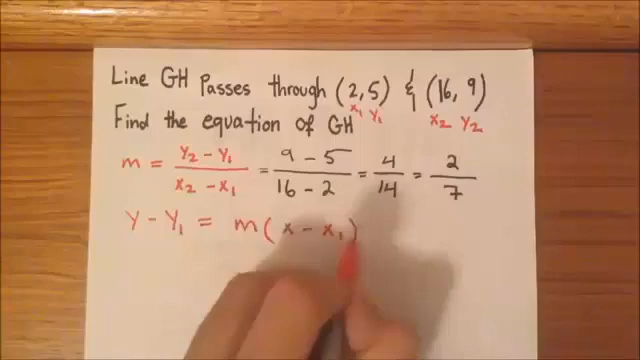 Line GH Passes through (2, 5) & (16, 9)
x₁ y₁ x₂ y₂
Find the equation of GH
m = y₂ - y₁ / x₂ - x₁ = 9 - 5 / 16 - 2 = 4 / 14 = 2 / 7
y - y₁ = m(x - x₁)